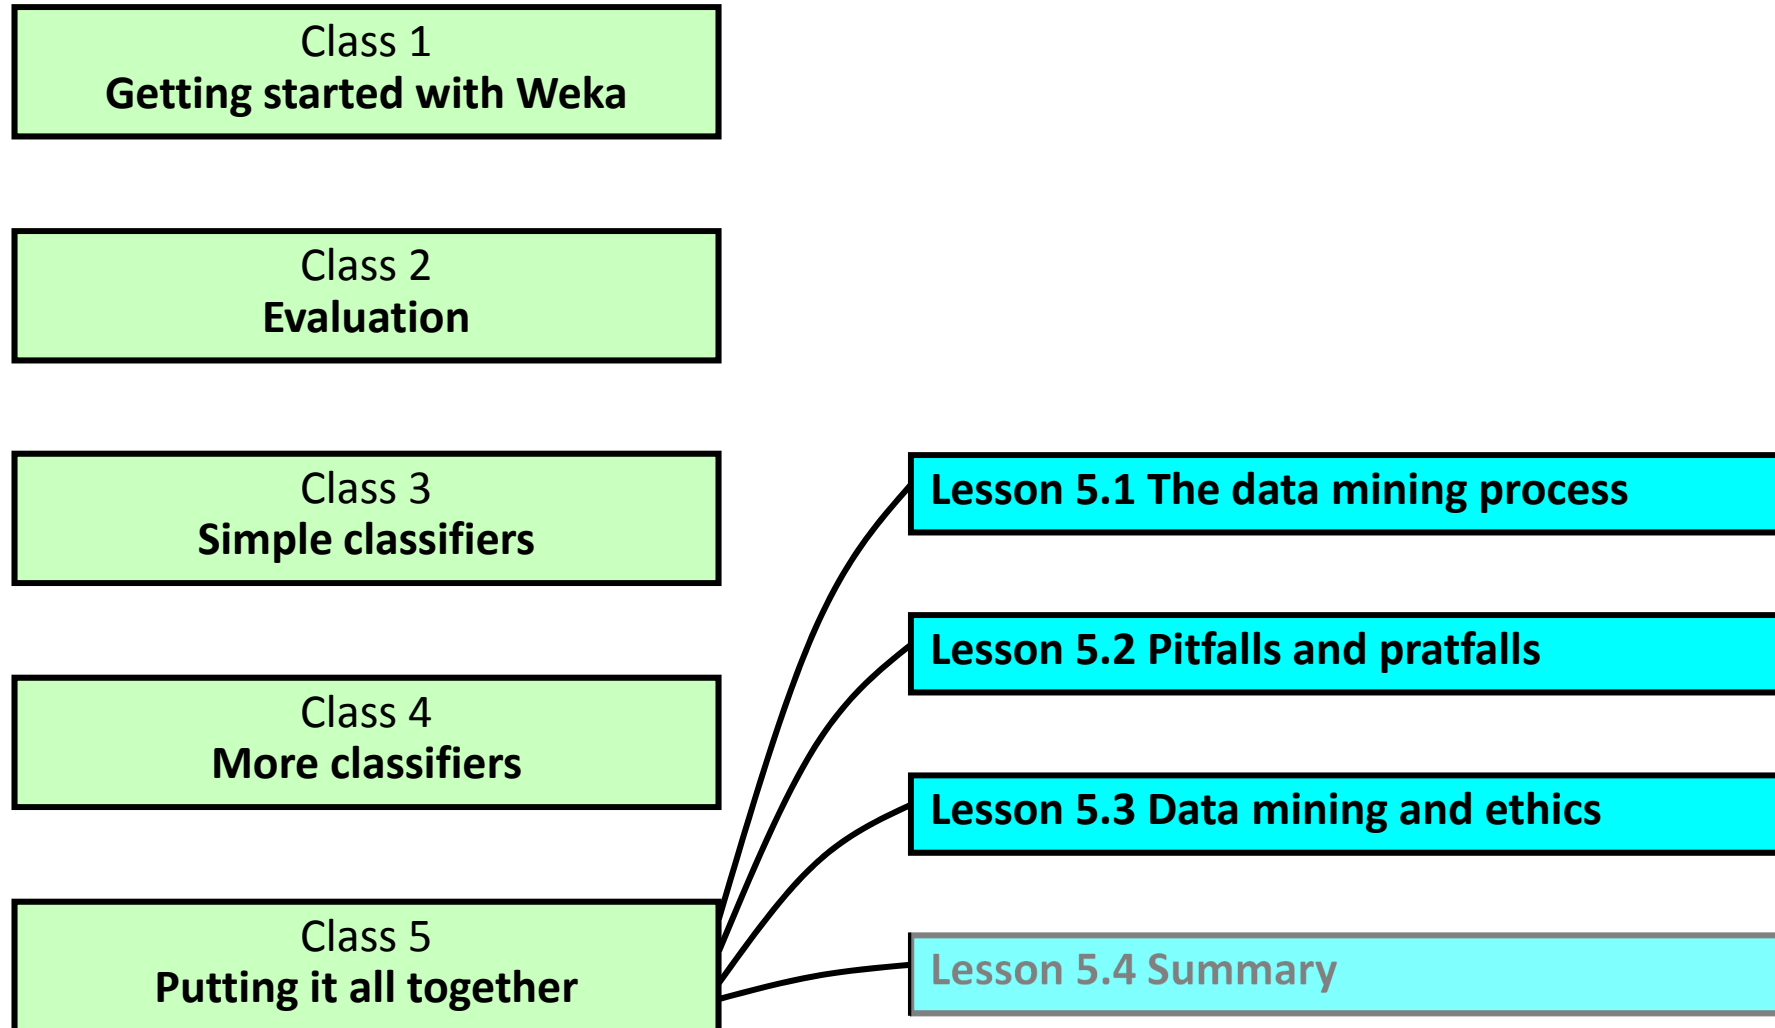 Class 1
Getting started with Weka
Class 2
Evaluation
Class 3
Simple classifiers
Class 4
More classifiers
Class 5
Putting it all together
Lesson 5.1 The data mining process
Lesson 5.2 Pitfalls and pratfalls
Lesson 5.3 Data mining and ethics
Lesson 5.4 Summary